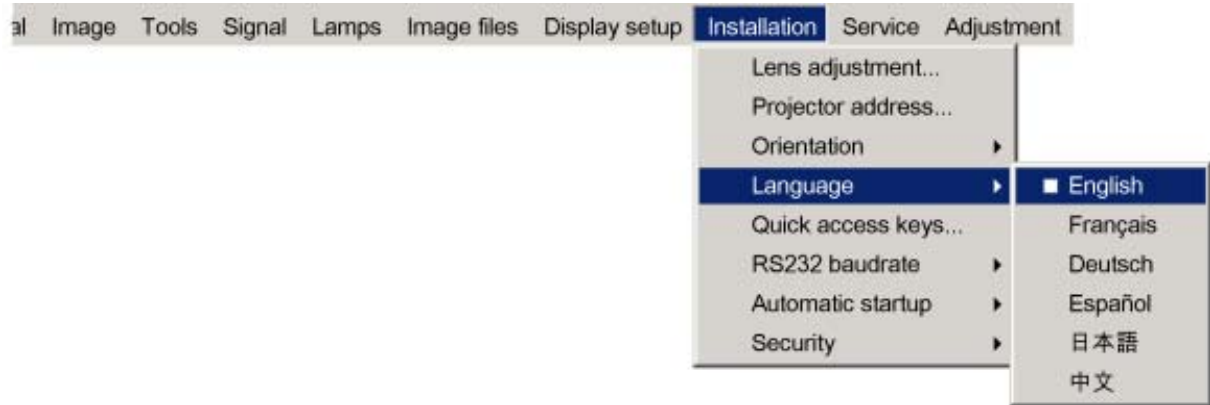 al Image Tools Signal Lamps Image files Display setup Installation Service Adjustment
Lens adjustment...
Projector address...
Orientation
Language
Quick access keys...
RS232 baudrate
Automatic startup
Security
English
Français
Deutsch
Español
日本語
中文